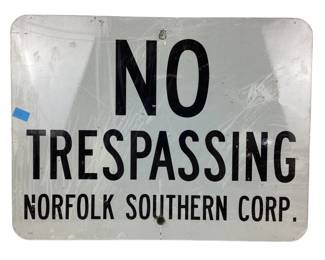 NO
TRESPASSING
NORFOLK SOUTHERN CORP.